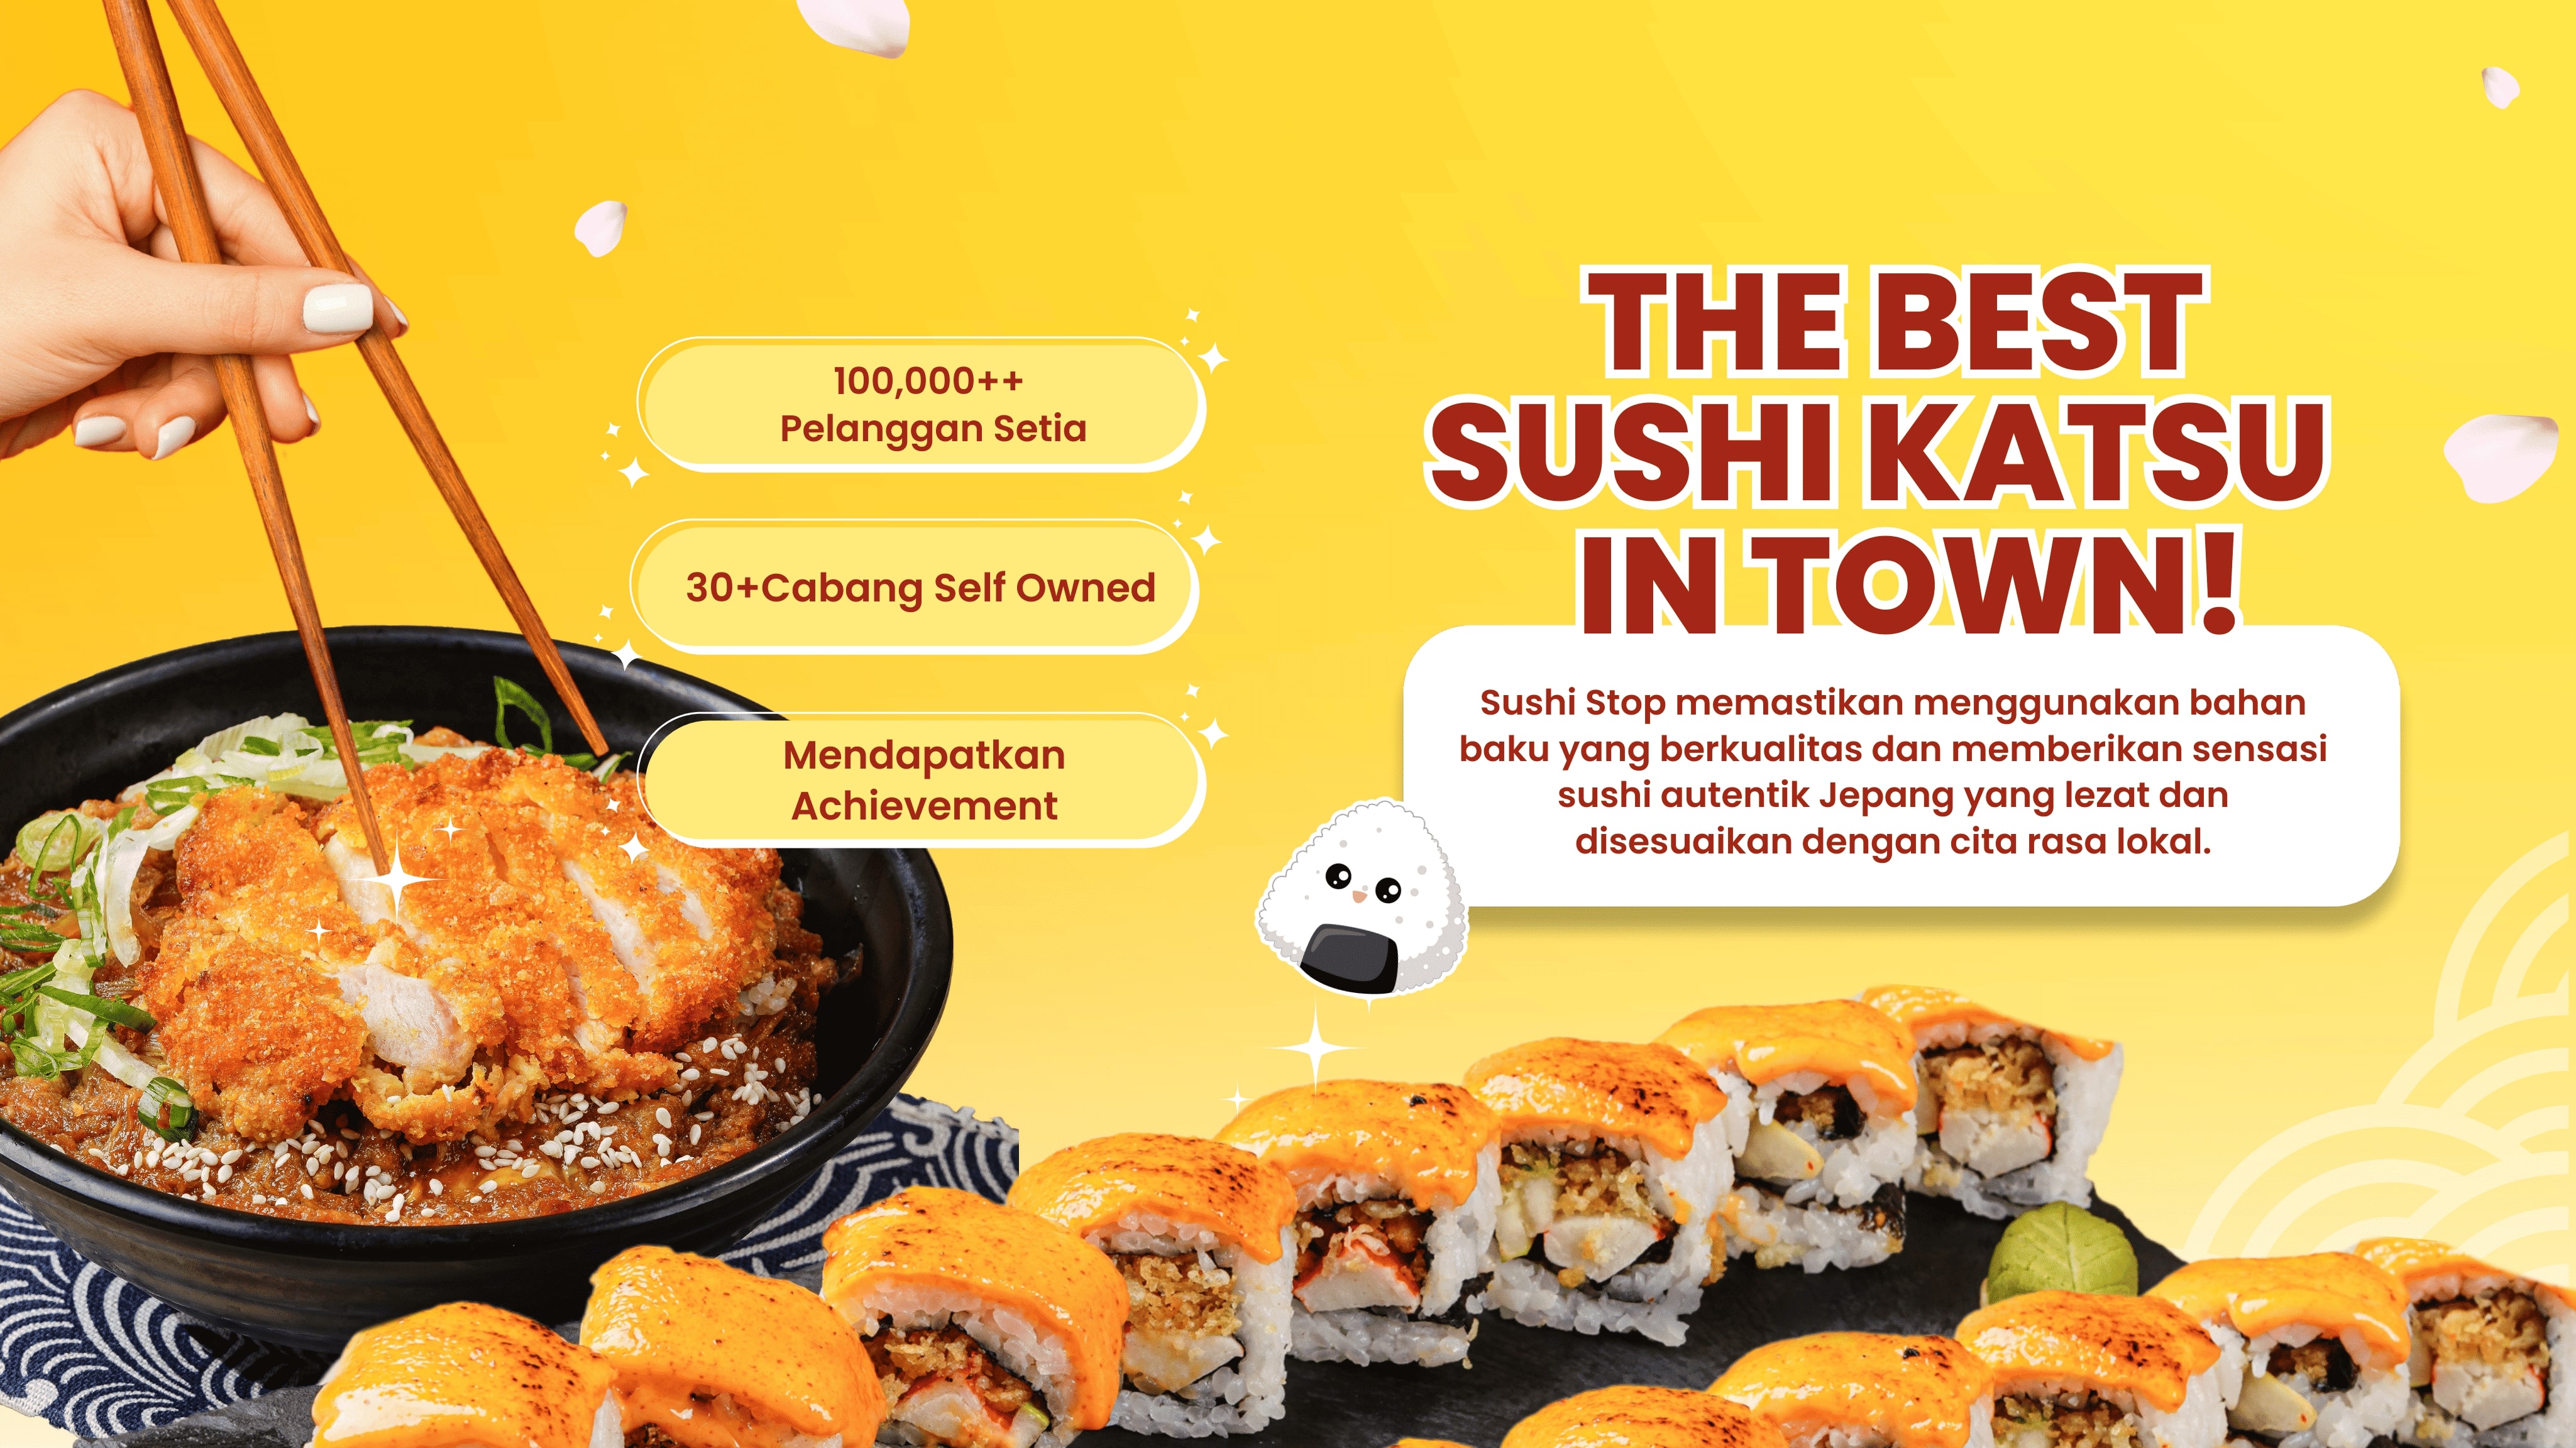 100,000++
Pelanggan Setia
30+Cabang Self Owned
Mendapatkan
Achievement
THE BEST
SUSHI KATSU
IN TOWN!
Sushi Stop memastikan menggunakan bahan
baku yang berkualitas dan memberikan sensasi
sushi autentik Jepang yang lezat dan
disesuaikan dengan cita rasa lokal.